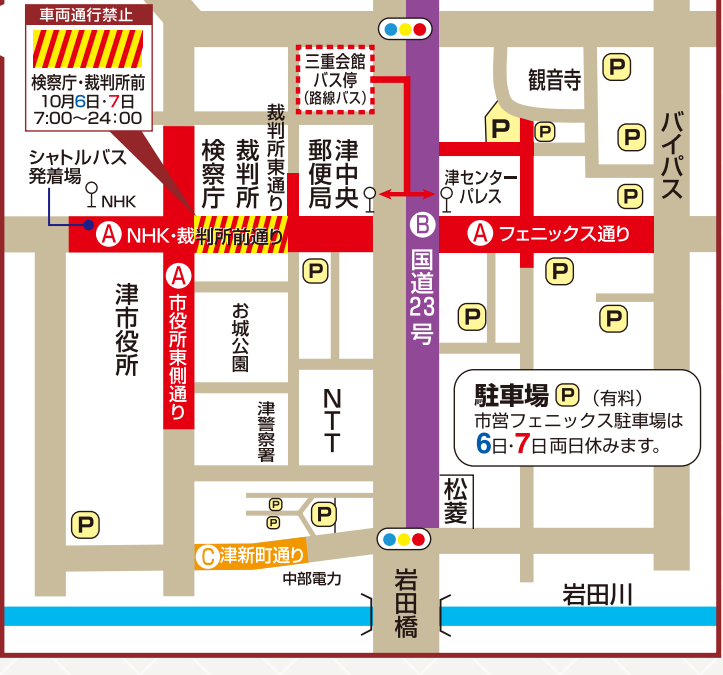 車両通行禁止
検察庁・裁判所前
10月6日・7日
7:00〜24:00
三重会館
バス停
(路線バス)
観音寺
P
P
P
P
P
バイパス
シャトルバス
発着場
NHK
検察庁
裁判所
裁判所東通り
津中央
郵便局
津センター
パレス
A NHK・裁判所前通り
B 国道23号
A フェニックス通り
A 市役所東側通り
津市役所
お城公園
P
P
P
P
津警察署
NTT
駐車場 P (有料)
市営フェニックス駐車場は
6日・7日両日休みます。
松菱
P
P
P
P
C 津新町通り
中部電力
岩田橋
岩田川